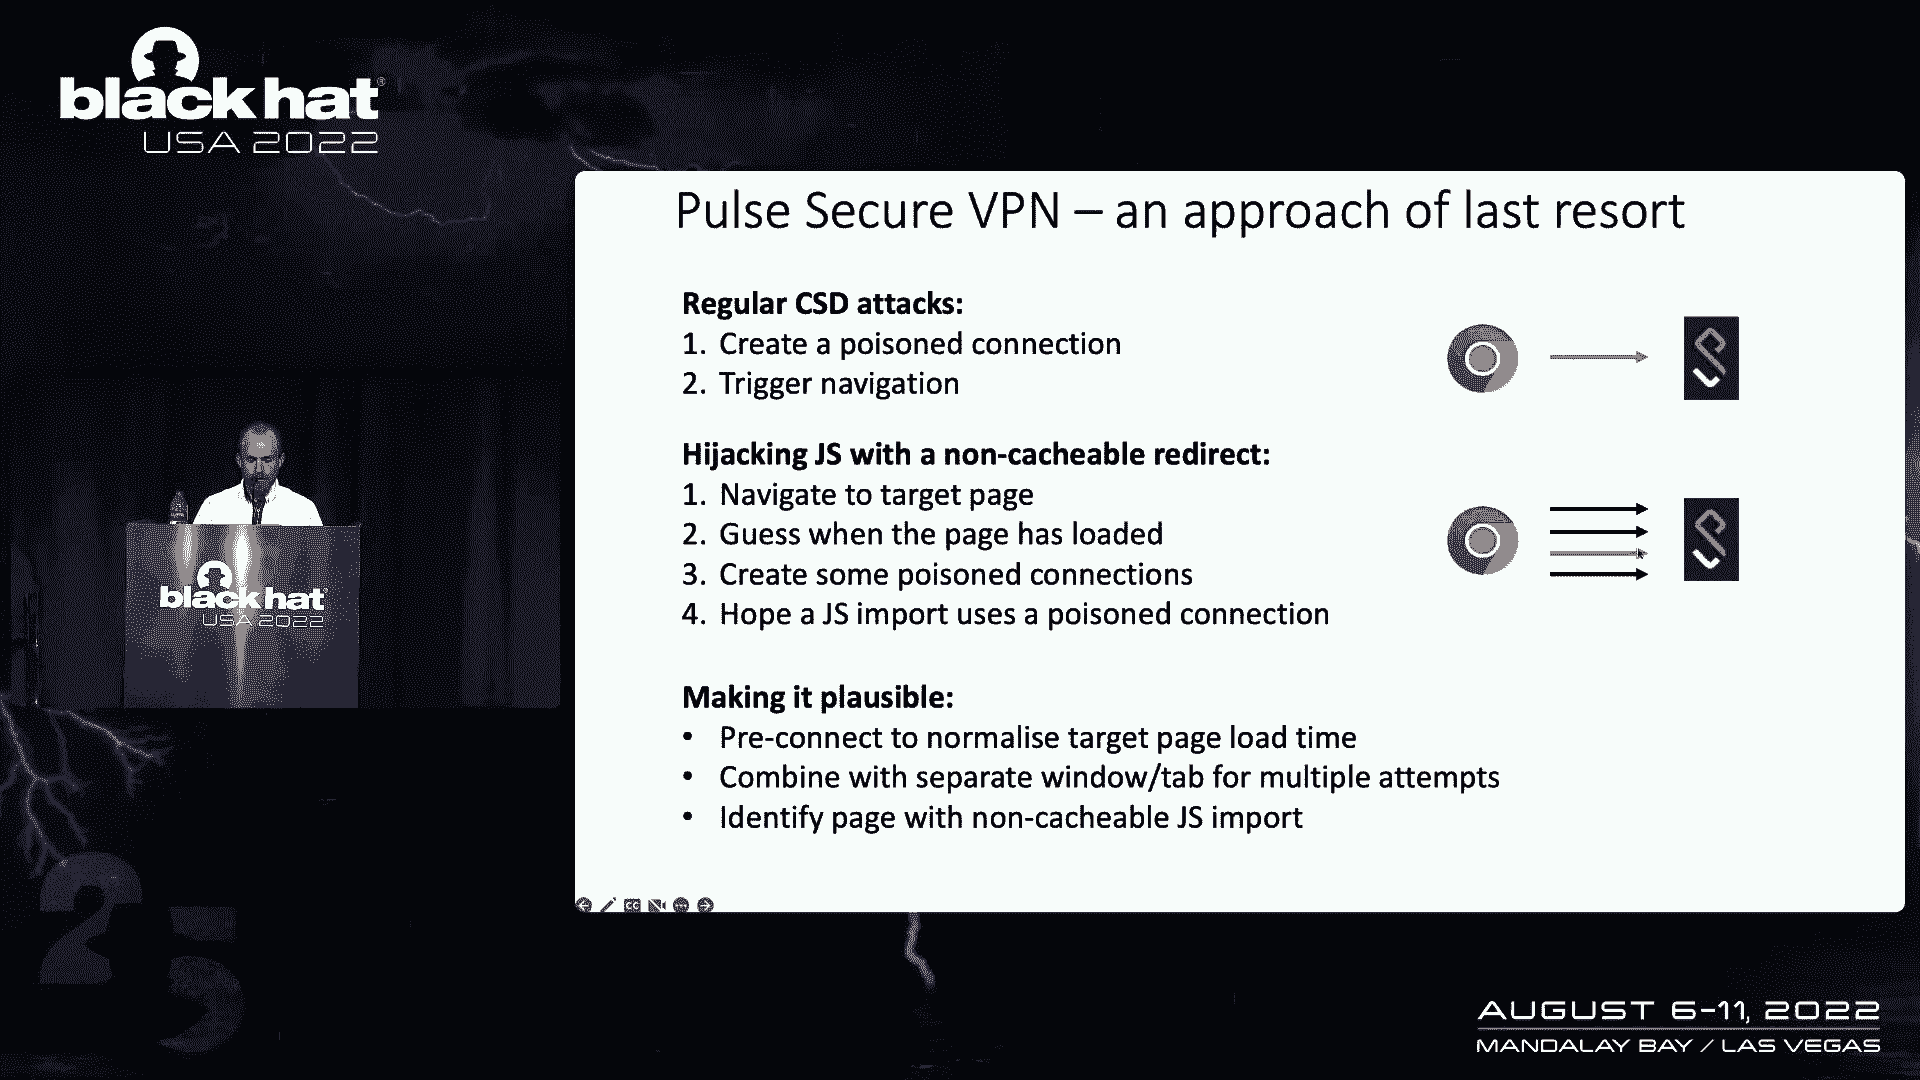 black hat®
USA 2022
Pulse Secure VPN – an approach of last resort
Regular CSD attacks:
1. Create a poisoned connection
2. Trigger navigation
Hijacking JS with a non-cacheable redirect:
1. Navigate to target page
2. Guess when the page has loaded
3. Create some poisoned connections
4. Hope a JS import uses a poisoned connection
Making it plausible:
• Pre-connect to normalise target page load time
• Combine with separate window/tab for multiple attempts
• Identify page with non-cacheable JS import
CC
black hat
USA 2022
25
AUGUST 6-11, 2022
MANDALAY BAY / LAS VEGAS